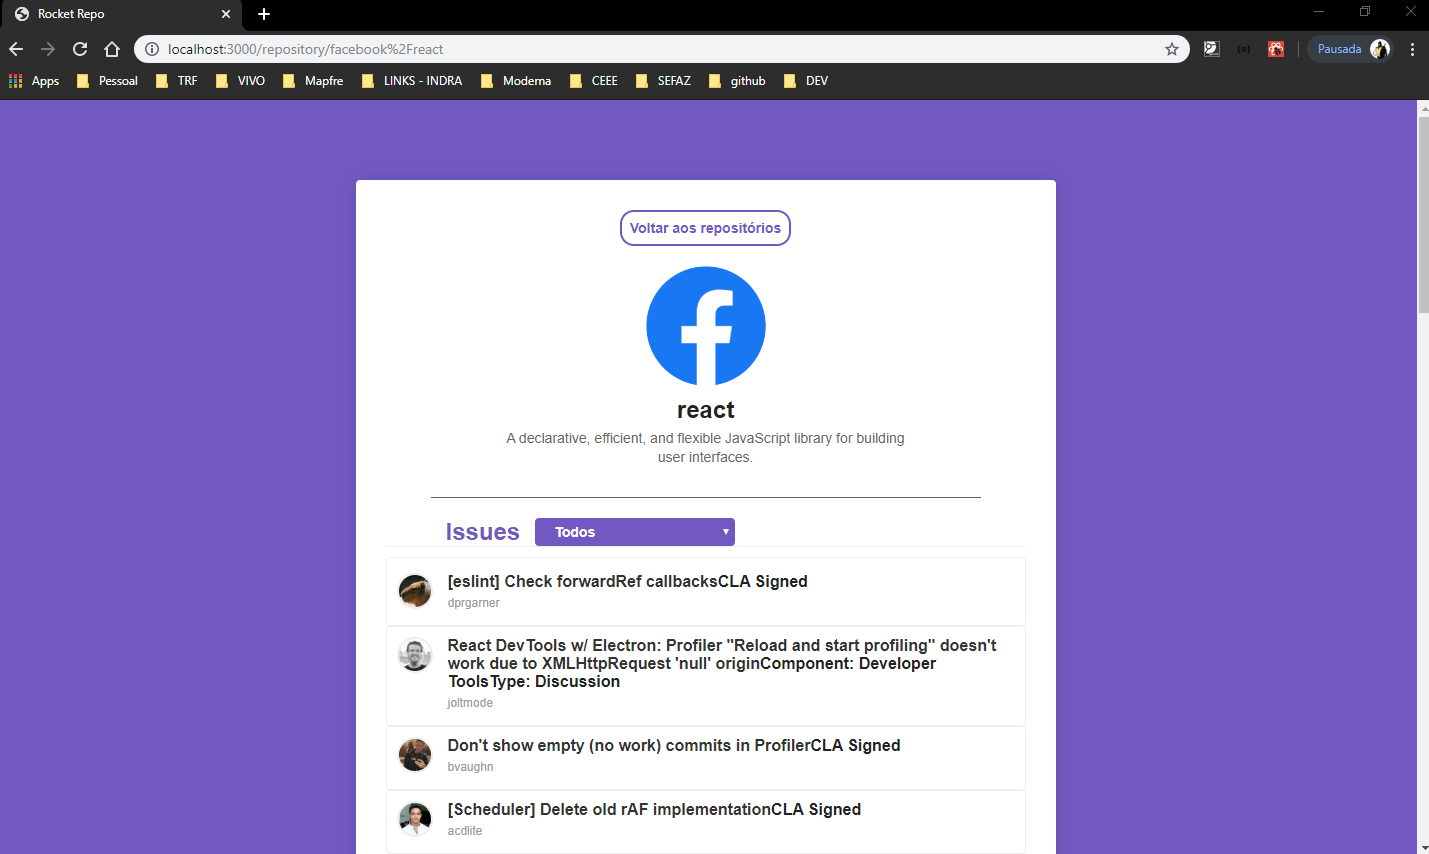 Rocket Repo
localhost:3000/repository/facebook%2Freact
Pausada
Apps Pessoal TRF VIVO Mapfre LINKS - INDRA Moderna CEEE SEFAZ github DEV
Voltar aos repositórios
f
react
A declarative, efficient, and flexible JavaScript library for building
user interfaces.
Issues Todos
[eslint] Check forwardRef callbacksCLA Signed
dprgarner
React DevTools w/ Electron: Profiler "Reload and start profiling" doesn't
work due to XMLHttpRequest 'null' originComponent: Developer
ToolsType: Discussion
joltmode
Don't show empty (no work) commits in ProfilerCLA Signed
bvaughn
[Scheduler] Delete old rAF implementationCLA Signed
acdlite